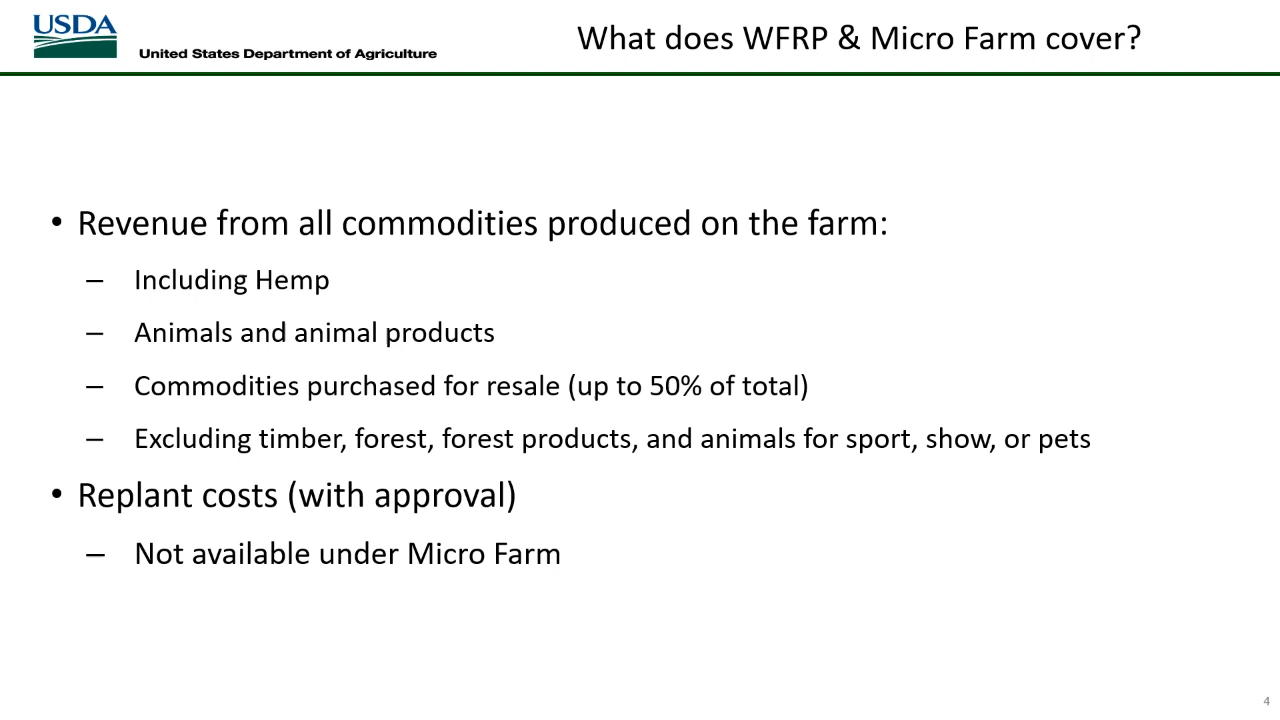 USDA
United States Department of Agriculture
What does WFRP & Micro Farm cover?
• Revenue from all commodities produced on the farm:
– Including Hemp
– Animals and animal products
– Commodities purchased for resale (up to 50% of total)
– Excluding timber, forest, forest products, and animals for sport, show, or pets
• Replant costs (with approval)
– Not available under Micro Farm
4